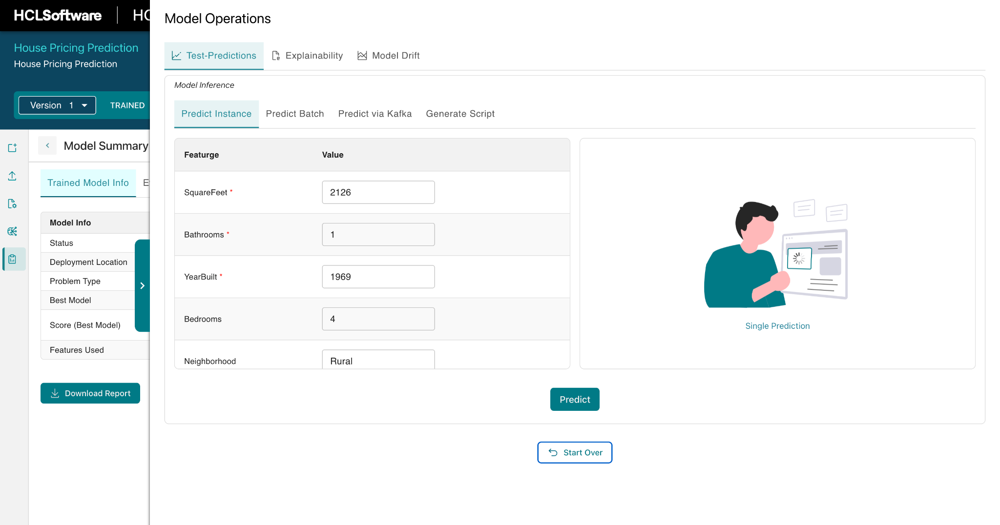 HCLSoftware
HC
House Pricing Prediction
House Pricing Prediction
Version 1
TRAINED
Model Summary
Trained Model Info
Model Info
Status
Deployment Location
Problem Type
Best Model
Score (Best Model)
Features Used
Download Report
Model Operations
Test-Predictions
Explainability
Model Drift
Model Inference
Predict Instance
Predict Batch
Predict via Kafka
Generate Script
Featurge Value
SquareFeet * 2126
Bathrooms * 1
YearBuilt * 1969
Bedrooms 4
Neighborhood Rural
Single Prediction
Predict
Start Over